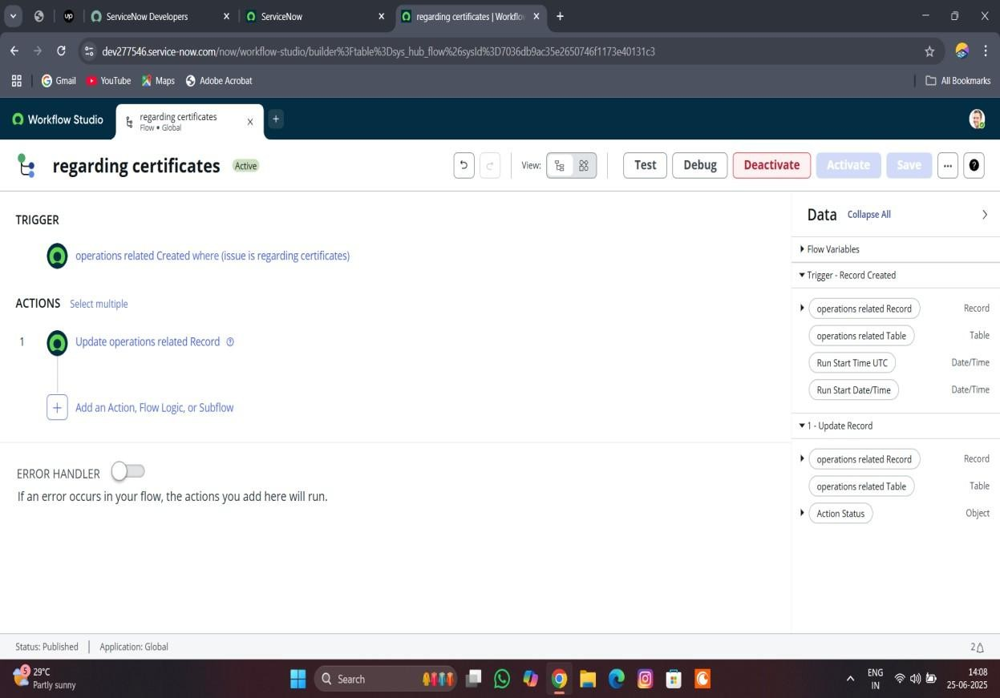 ServiceNow Developers
ServiceNow
regarding certificates | Workflo
dev277546.service-now.com/now/workflow-studio/builder%3Ftable%3Dsys_hub_flow%26sysId%3D7036db9ac35e2650746f1173e40131c3
Gmail
YouTube
Maps
Adobe Acrobat
All Bookmarks
Workflow Studio
regarding certificates
Flow • Global
regarding certificates
Active
View:
Test
Debug
Deactivate
Activate
Save
TRIGGER
operations related Created where (issue is regarding certificates)
ACTIONS
Select multiple
1
Update operations related Record
Add an Action, Flow Logic, or Subflow
ERROR HANDLER
If an error occurs in your flow, the actions you add here will run.
Data
Collapse All
Flow Variables
Trigger - Record Created
operations related Record
Record
operations related Table
Table
Run Start Time UTC
Date/Time
Run Start Date/Time
Date/Time
1 - Update Record
operations related Record
Record
operations related Table
Table
Action Status
Object
Status: Published
Application: Global
2
5
29°C
Partly sunny
Search
ENG
IN
14:08
25-06-2025